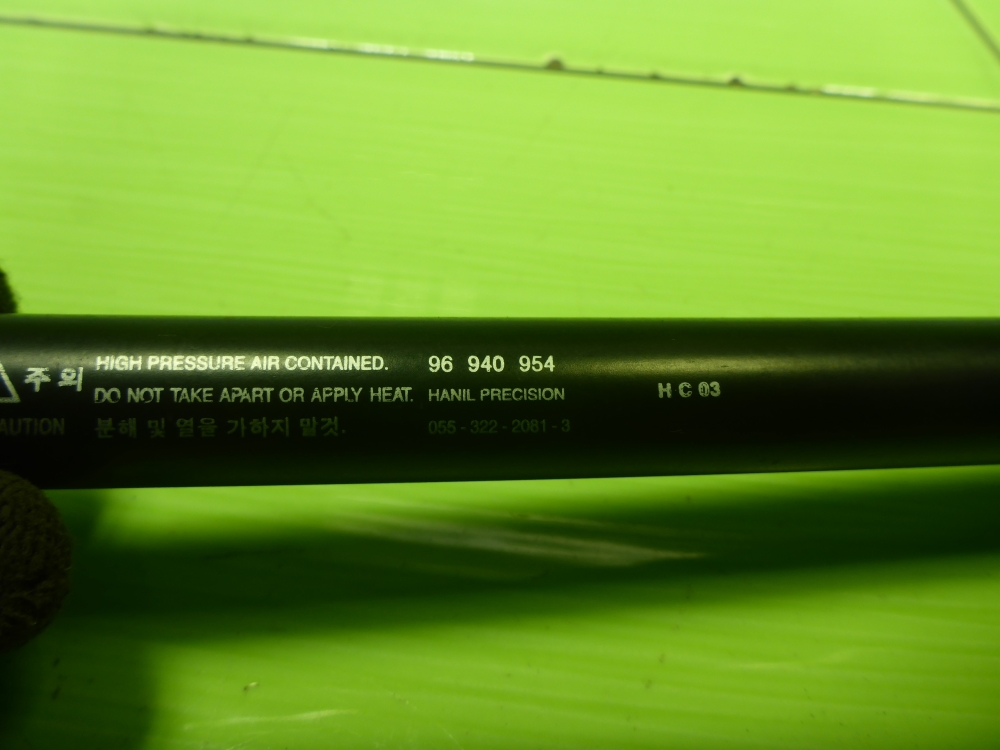 주의 HIGH PRESSURE AIR CONTAINED. 96 940 954
DO NOT TAKE APART OR APPLY HEAT. HANIL PRECISION H C 03
AUTION 분해 및 열을 가하지 말것. 055 - 322 - 2081 - 3